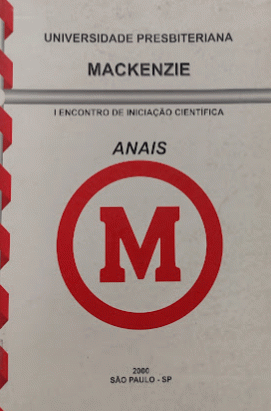 UNIVERSIDADE PRESBITERIANA
MACKENZIE
I ENCONTRO DE INICIAÇÃO CIENTÍFICA
ANAIS
M
2000
SÃO PAULO - SP